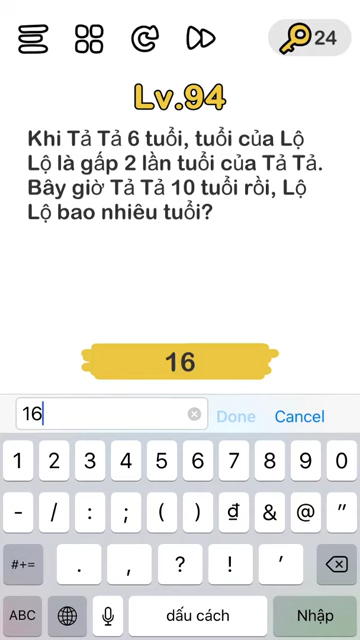 24
Lv.94
Khi Tả Tả 6 tuổi, tuổi của Lộ
Lộ là gấp 2 lần tuổi của Tả Tả.
Bây giờ Tả Tả 10 tuổi rồi, Lộ
Lộ bao nhiêu tuổi?
16
16 Done Cancel
1 2 3 4 5 6 7 8 9 0
- / : ; ( ) ₫ & @ "
#+= . , ? ! '
ABC dấu cách Nhập